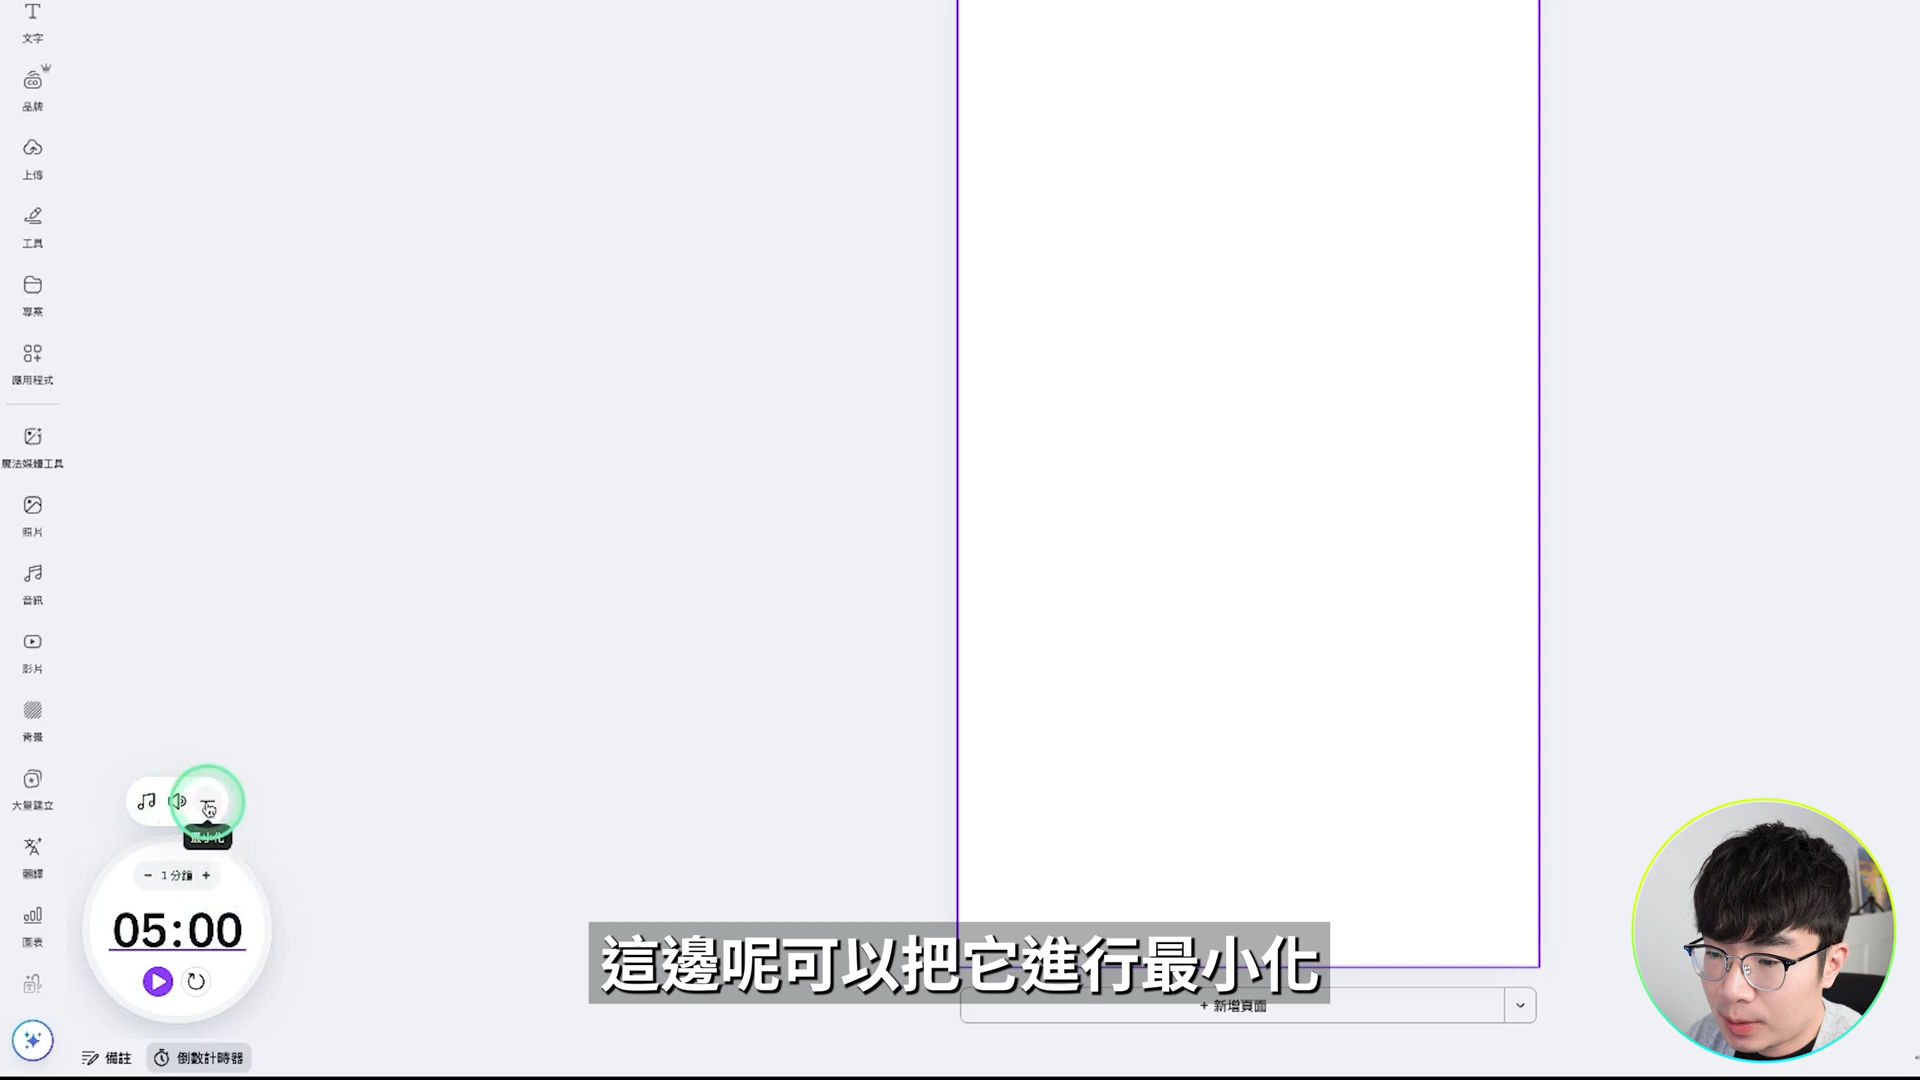 文字
品牌
上傳
工具
專案
應用程式
魔法媒體工具
照片
音訊
影片
背景
大量建立
翻譯
圖表
最小化
− 1 分鐘 +
05:00
備註
倒數計時器
這邊呢可以把它進行最小化
+ 新增頁面